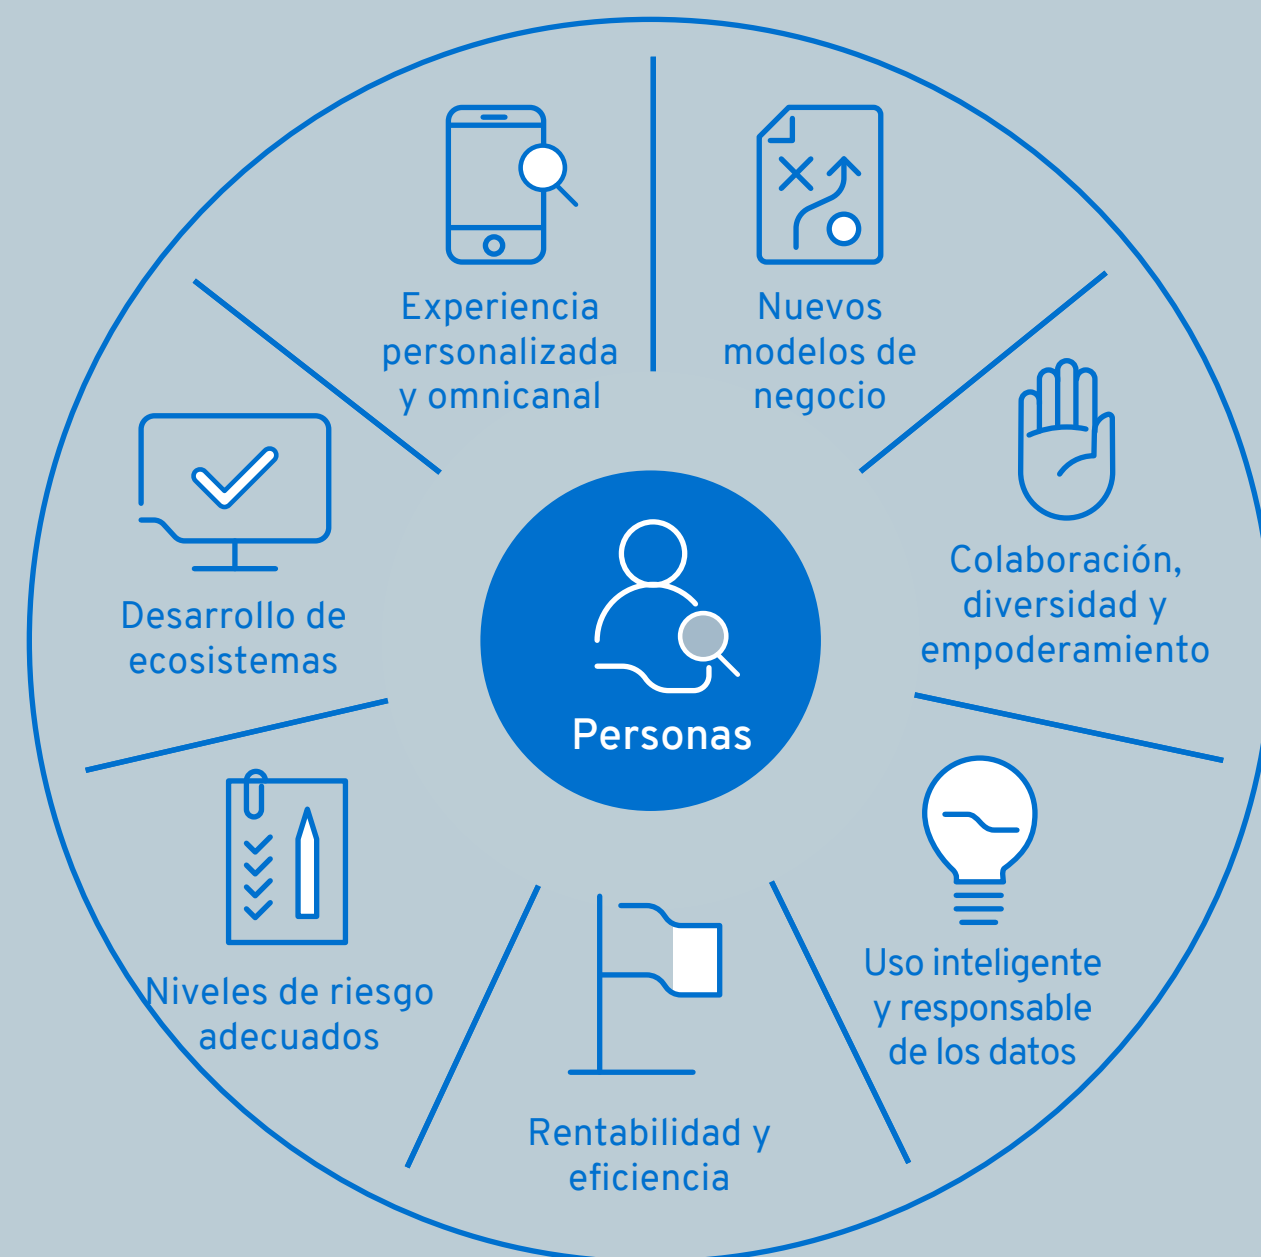 Experiencia
personalizada
y omnicanal
Nuevos
modelos de
negocio
Colaboración,
diversidad y
empoderamiento
Desarrollo de
ecosistemas
Personas
Niveles de riesgo
adecuados
Uso inteligente
y responsable
de los datos
Rentabilidad y
eficiencia